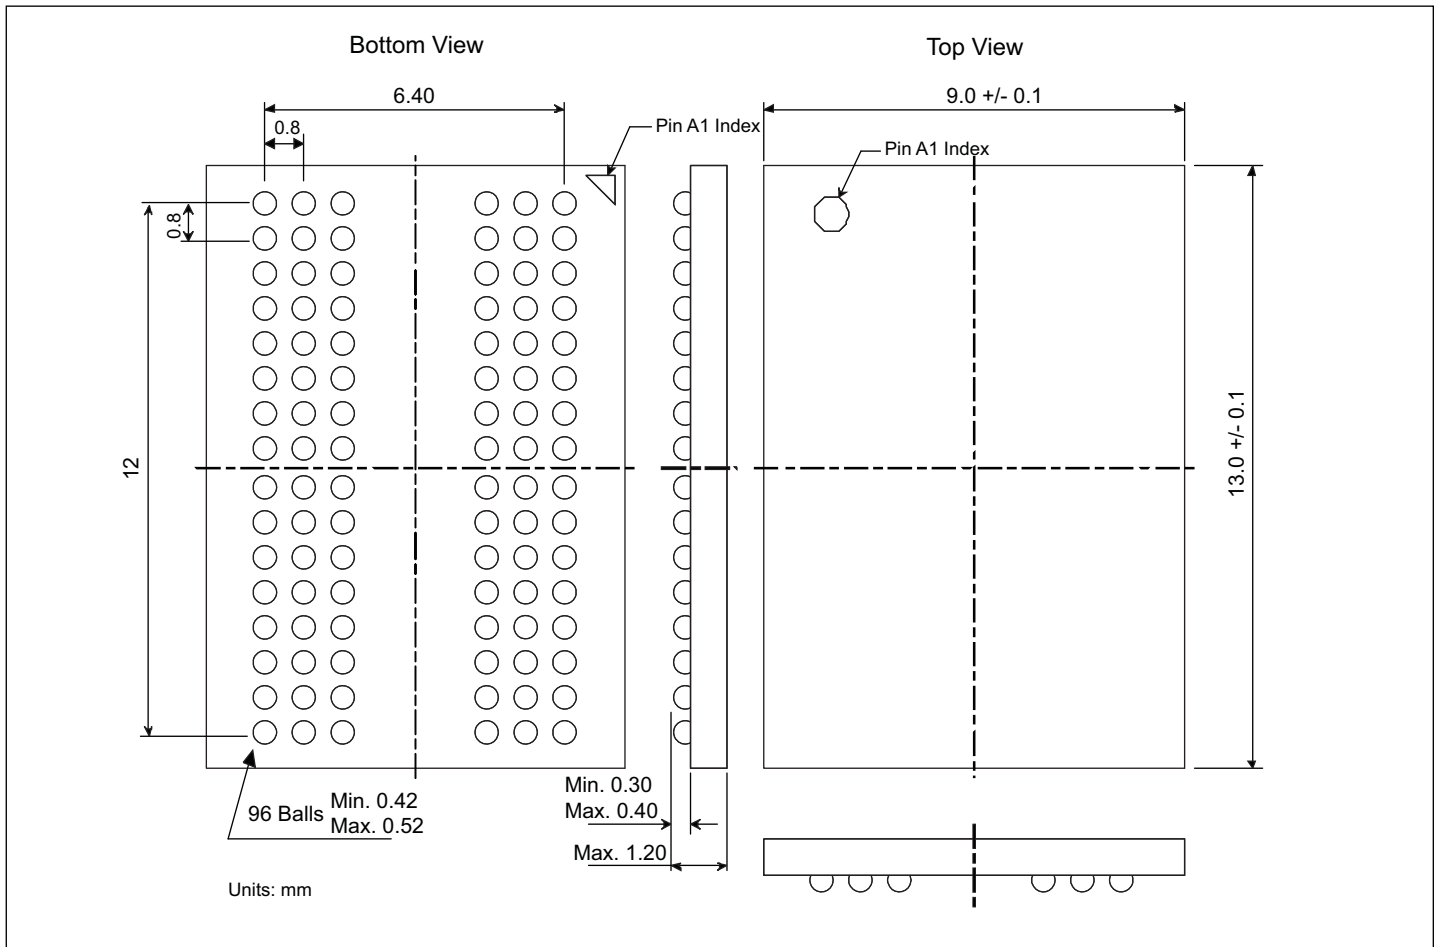 Bottom View
Top View
6.40
9.0 +/- 0.1
0.8
Pin A1 Index
Pin A1 Index
0.8
12
13.0 +/- 0.1
96 Balls
Min. 0.42
Max. 0.52
Min. 0.30
Max. 0.40
Max. 1.20
Units: mm